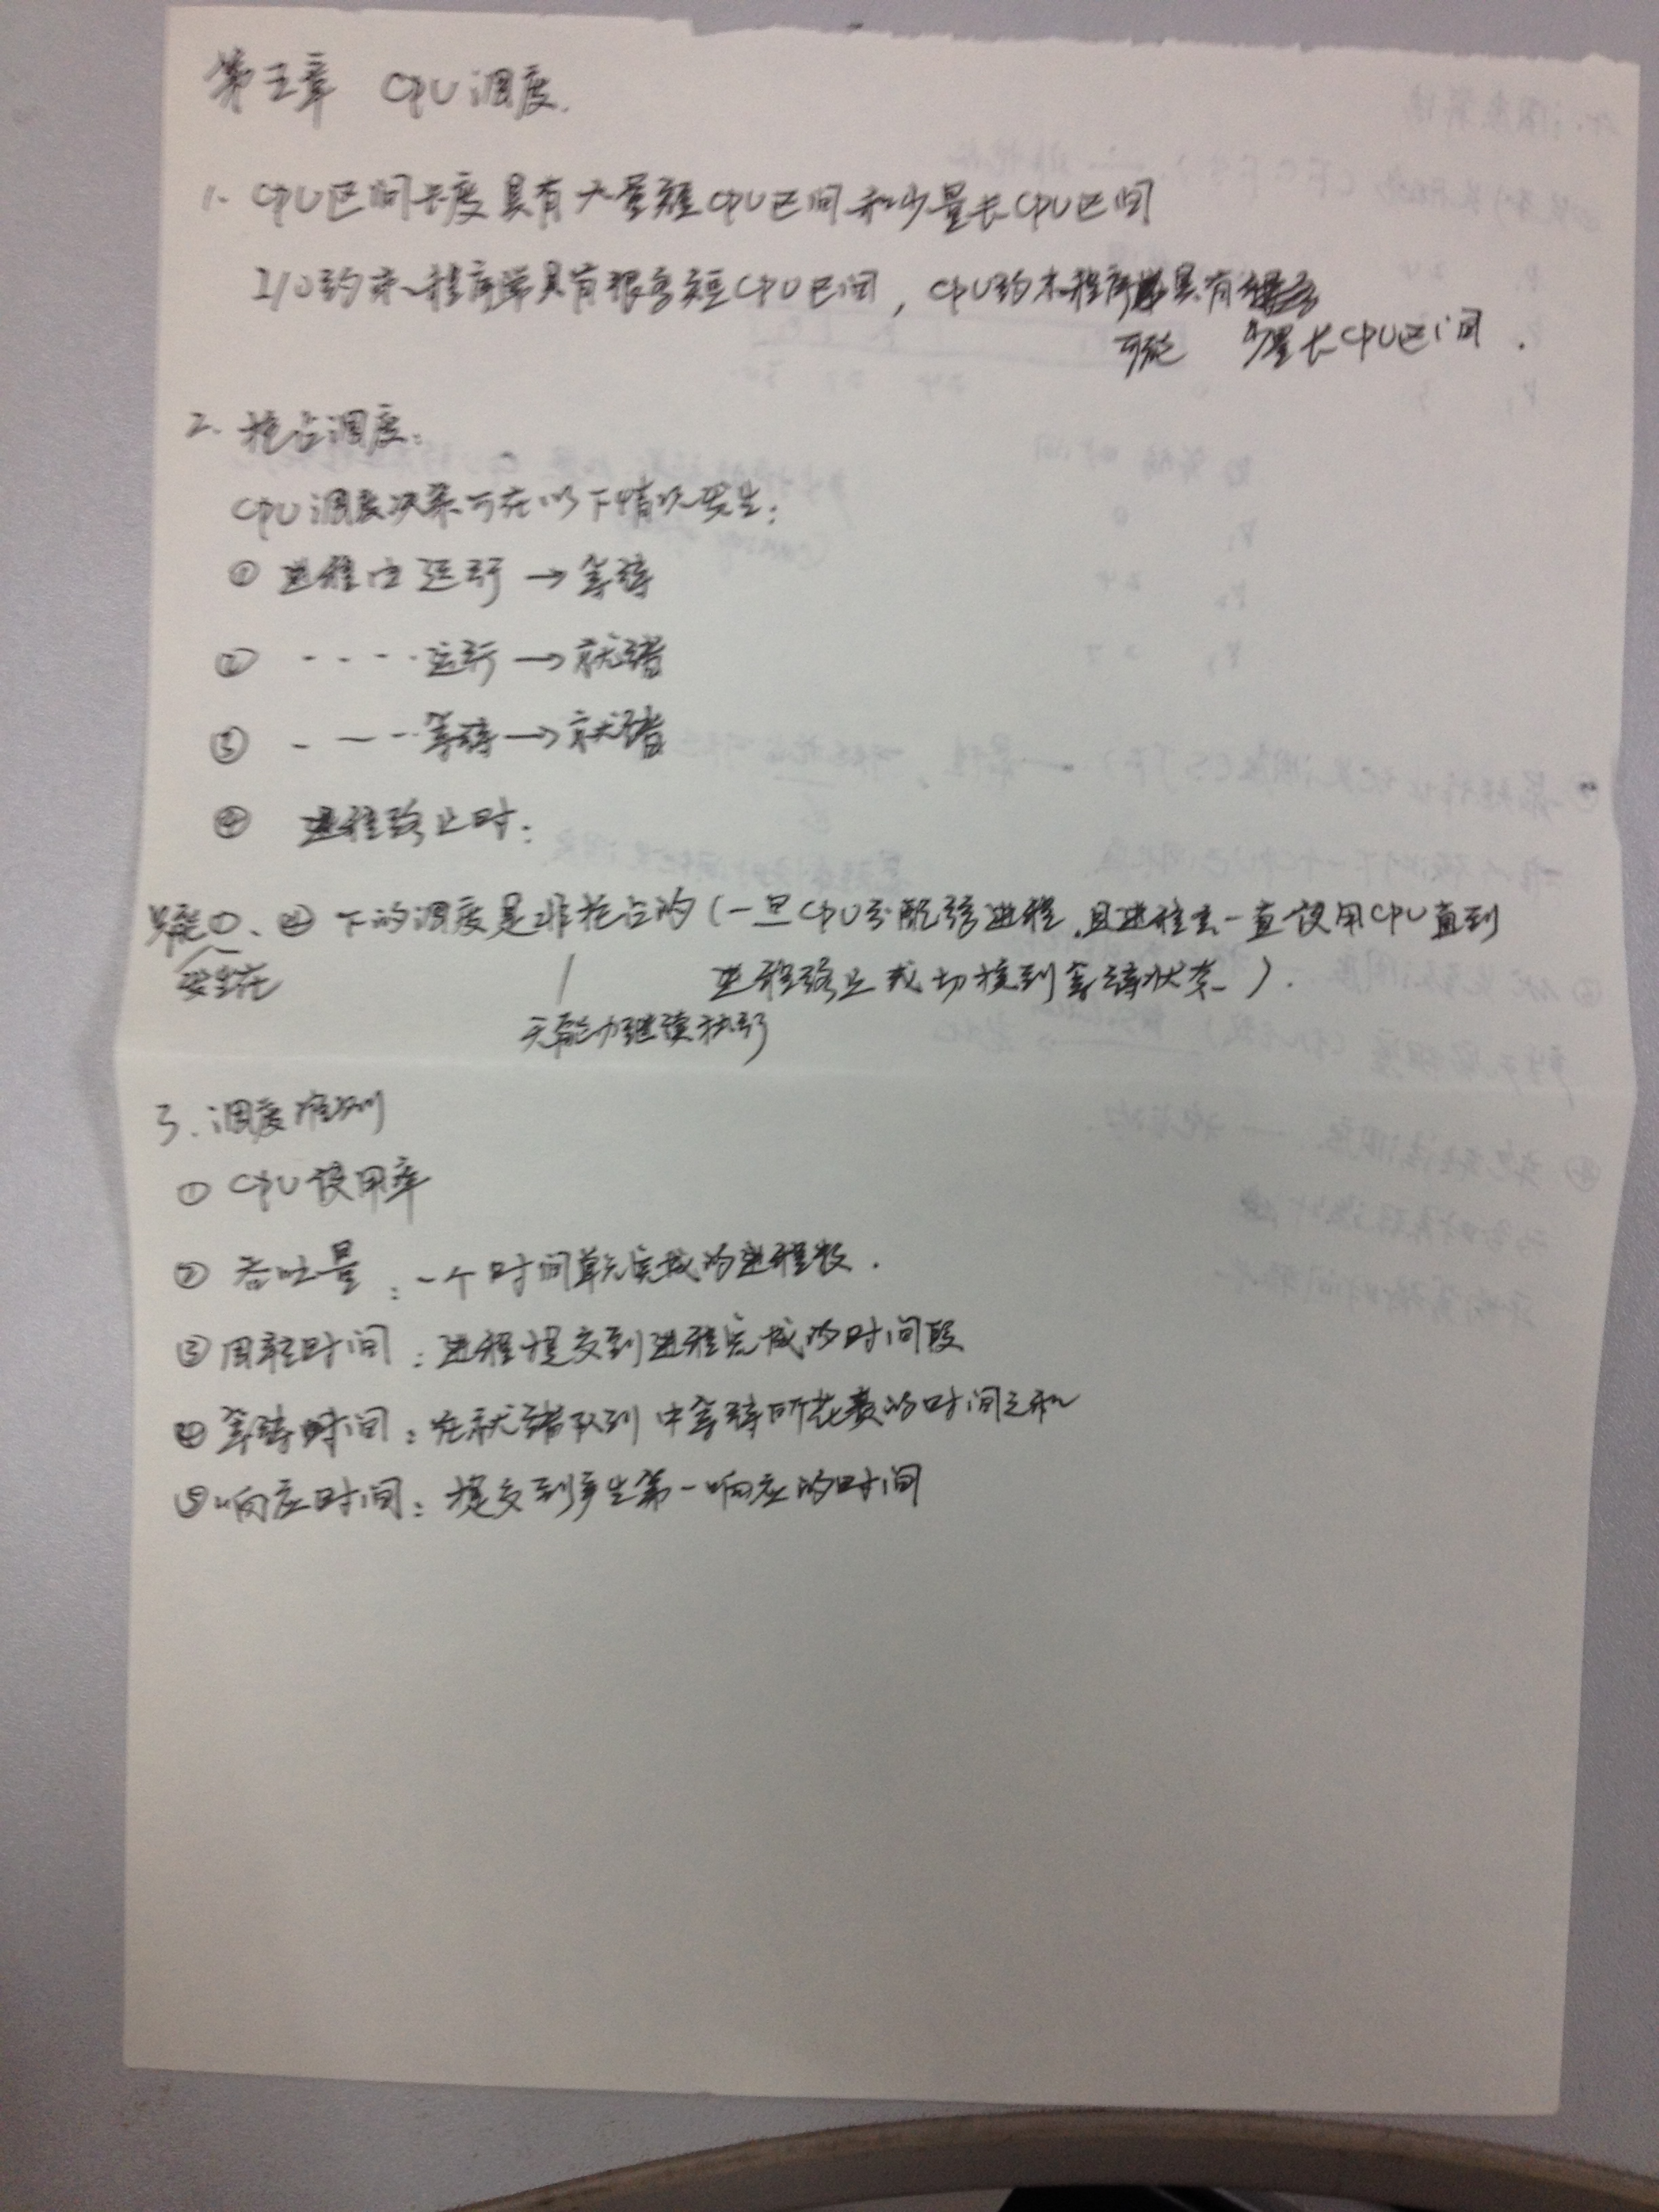 第五章 CPU调度.
1. CPU区间长度具有大量短CPU区间和少量长CPU区间
I/O约束程序常具有很多短CPU区间, CPU约束程序具有
可能 少量长CPU区间.
2. 抢占调度:
CPU调度决策可在以下情况发生:
① 进程由运行 → 等待
② ‥‥运行 → 就绪
③ ‥‥等待 → 就绪
④ 进程终止时:
只能①、④下的调度是非抢占的(一旦CPU分配给进程,且进程会一直使用CPU直到
发生在 进程终止或切换到等待状态).
无能力继续执行
3. 调度准则
① CPU使用率
② 吞吐量: 一个时间单元完成的进程数.
③ 周转时间: 进程提交到进程完成的时间段
④ 等待时间: 在就绪队列中等待所花费的时间之和
⑤ 响应时间: 提交到产生第一响应的时间